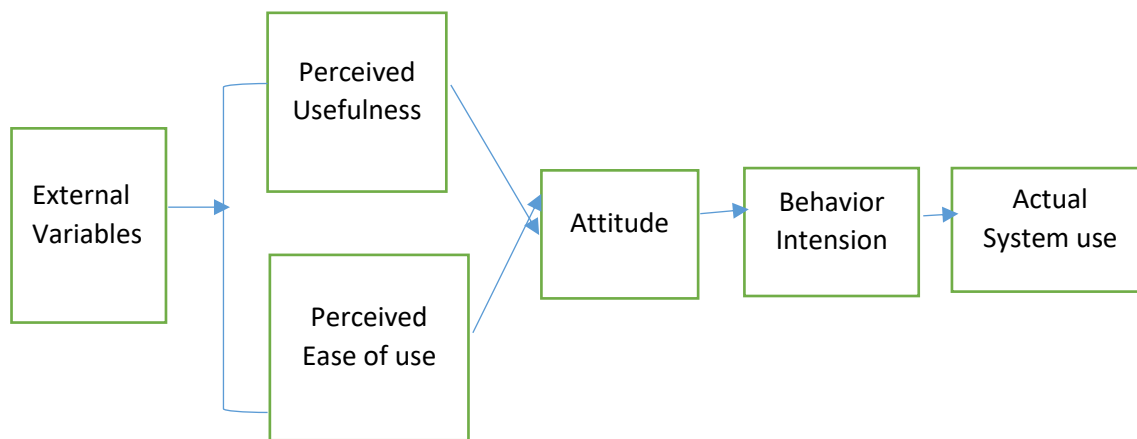 External
Variables
Perceived
Usefulness
Perceived
Ease of use
Attitude
Behavior
Intension
Actual
System use